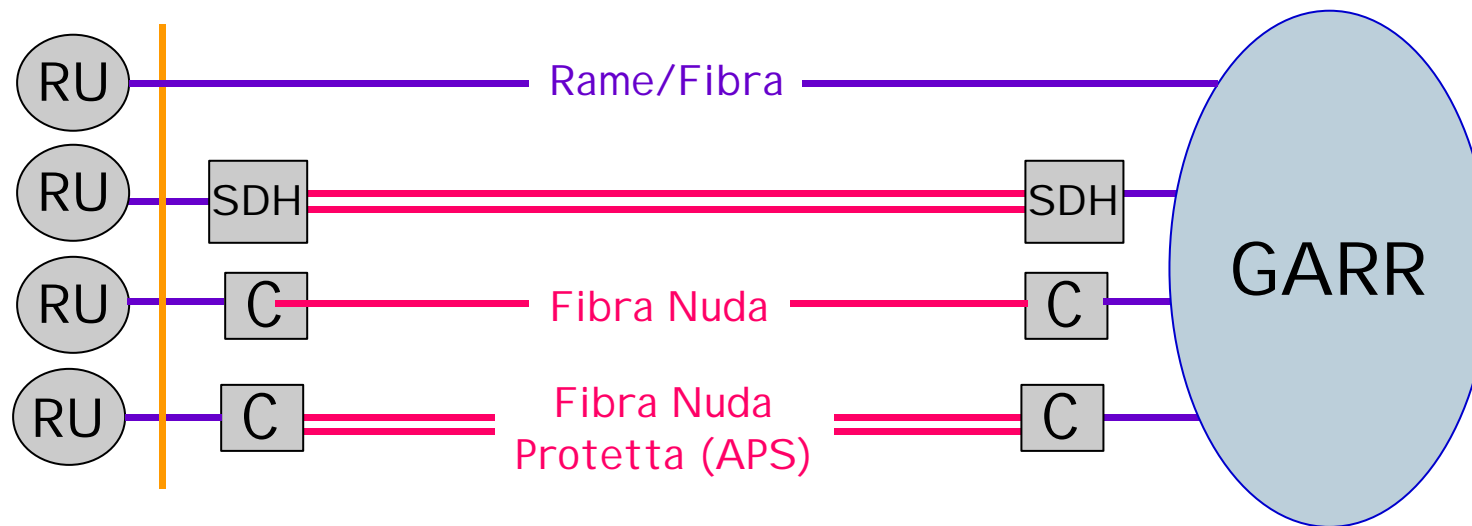 RU
Rame/Fibra
RU
SDH
SDH
GARR
RU
C
Fibra Nuda
C
RU
C
Fibra Nuda
Protetta (APS)
C